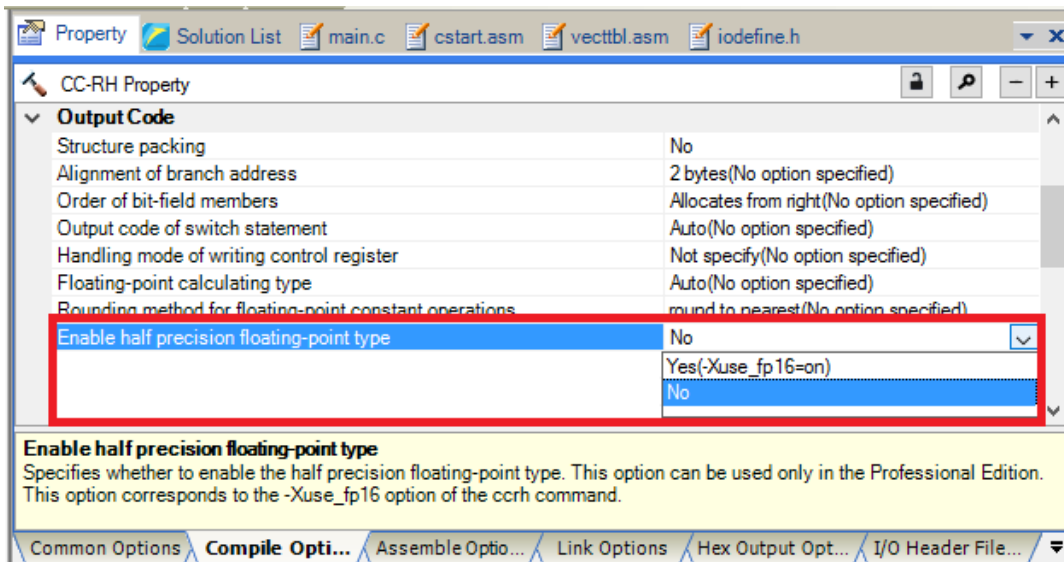 Property Solution List main.c cstart.asm vecttbl.asm iodefine.h
CC-RH Property
Output Code
Structure packing No
Alignment of branch address 2 bytes(No option specified)
Order of bit-field members Allocates from right(No option specified)
Output code of switch statement Auto(No option specified)
Handling mode of writing control register Not specify(No option specified)
Floating-point calculating type Auto(No option specified)
Rounding method for floating-point constant operations round to nearest(No option specified)
Enable half precision floating-point type No
Yes(-Xuse_fp16=on)
No
Enable half precision floating-point type
Specifies whether to enable the half precision floating-point type. This option can be used only in the Professional Edition.
This option corresponds to the -Xuse_fp16 option of the ccrh command.
Common Options Compile Opti... Assemble Optio... Link Options Hex Output Opt... I/O Header File...